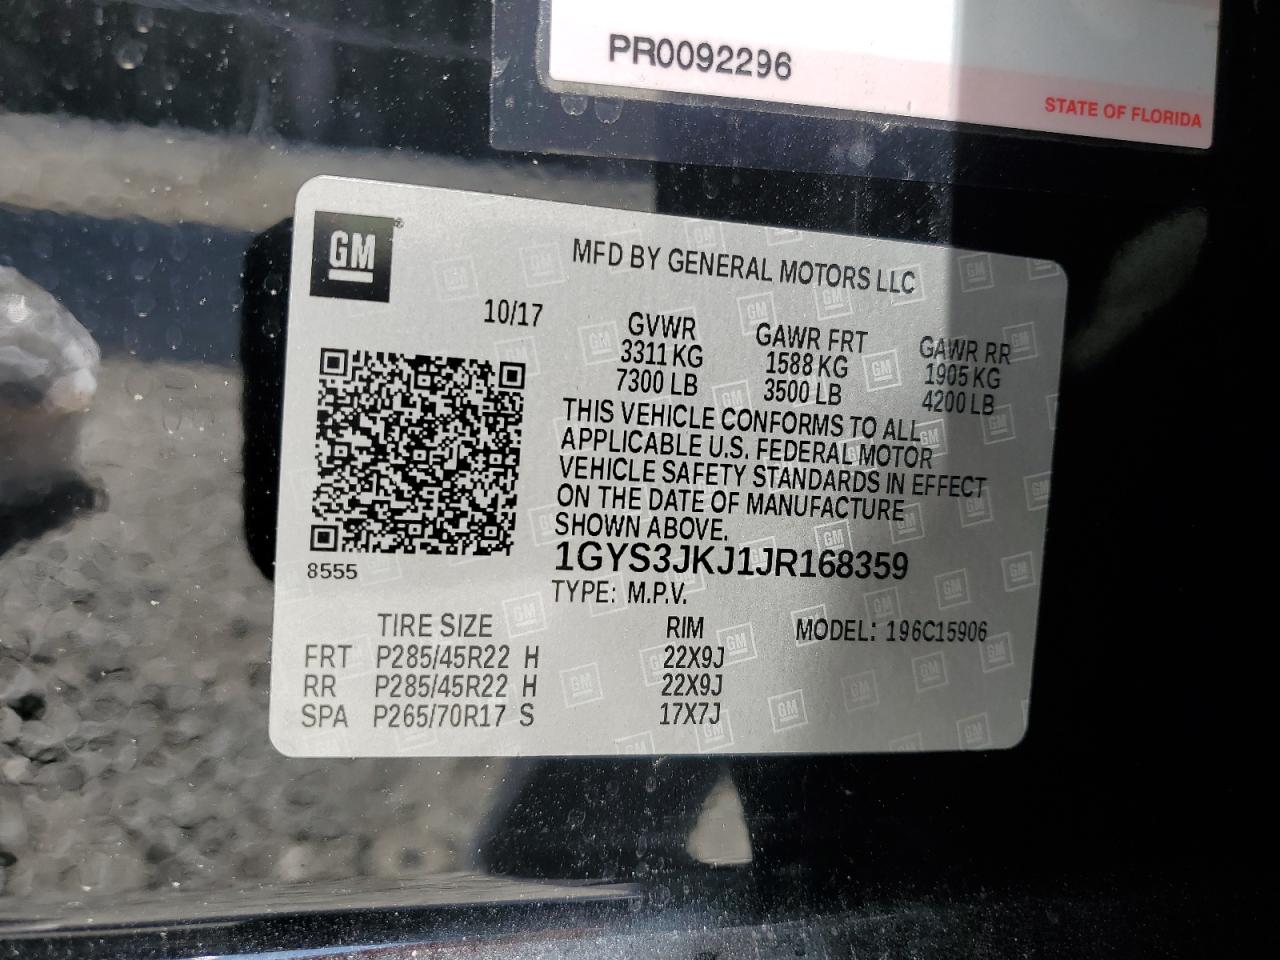 PR0092296
STATE OF FLORIDA
GM
MFD BY GENERAL MOTORS LLC
10/17
GVWR GAWR FRT GAWR RR
3311 KG 1588 KG 1905 KG
7300 LB 3500 LB 4200 LB
THIS VEHICLE CONFORMS TO ALL
APPLICABLE U.S. FEDERAL MOTOR
VEHICLE SAFETY STANDARDS IN EFFECT
ON THE DATE OF MANUFACTURE
SHOWN ABOVE.
8555
1GYS3JKJ1JR168359
TYPE: M.P.V.
TIRE SIZE RIM MODEL: 196C15906
FRT P285/45R22 H 22X9J
RR P285/45R22 H 22X9J
SPA P265/70R17 S 17X7J